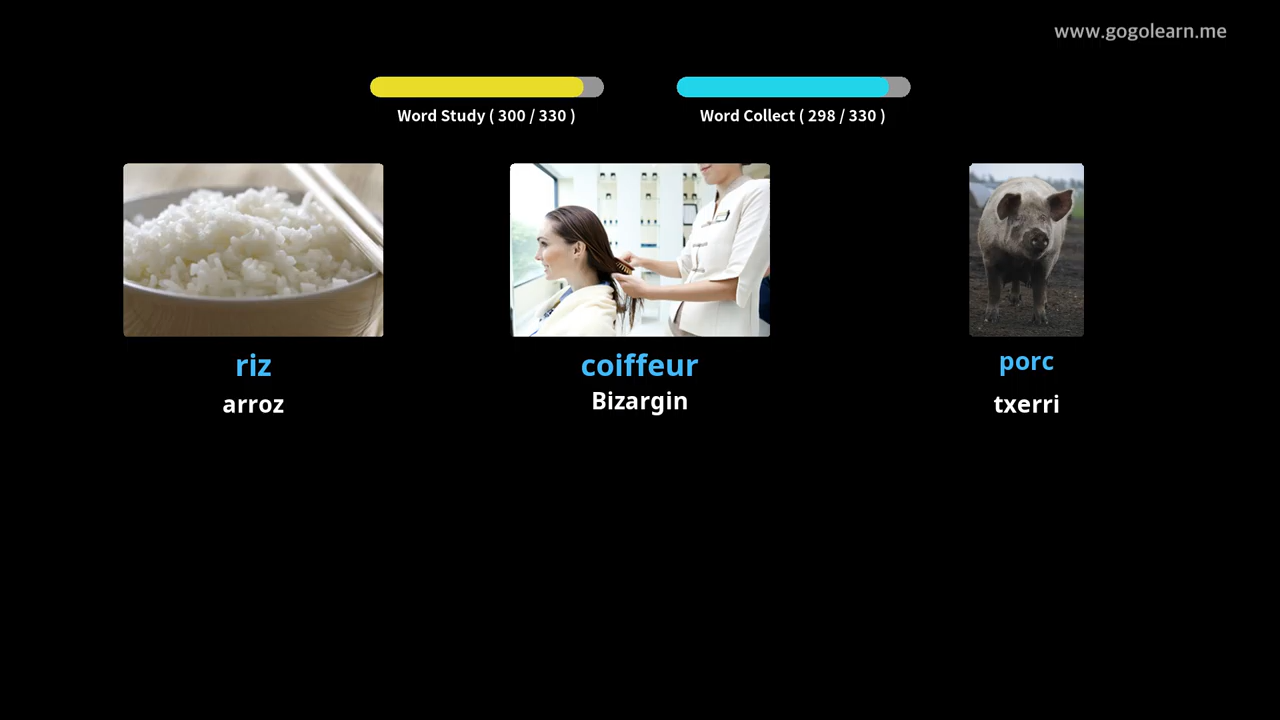 www.gogolearn.me
Word Study ( 300 / 330 )
Word Collect ( 298 / 330 )
riz
coiffeur
porc
arroz
Bizargin
txerri